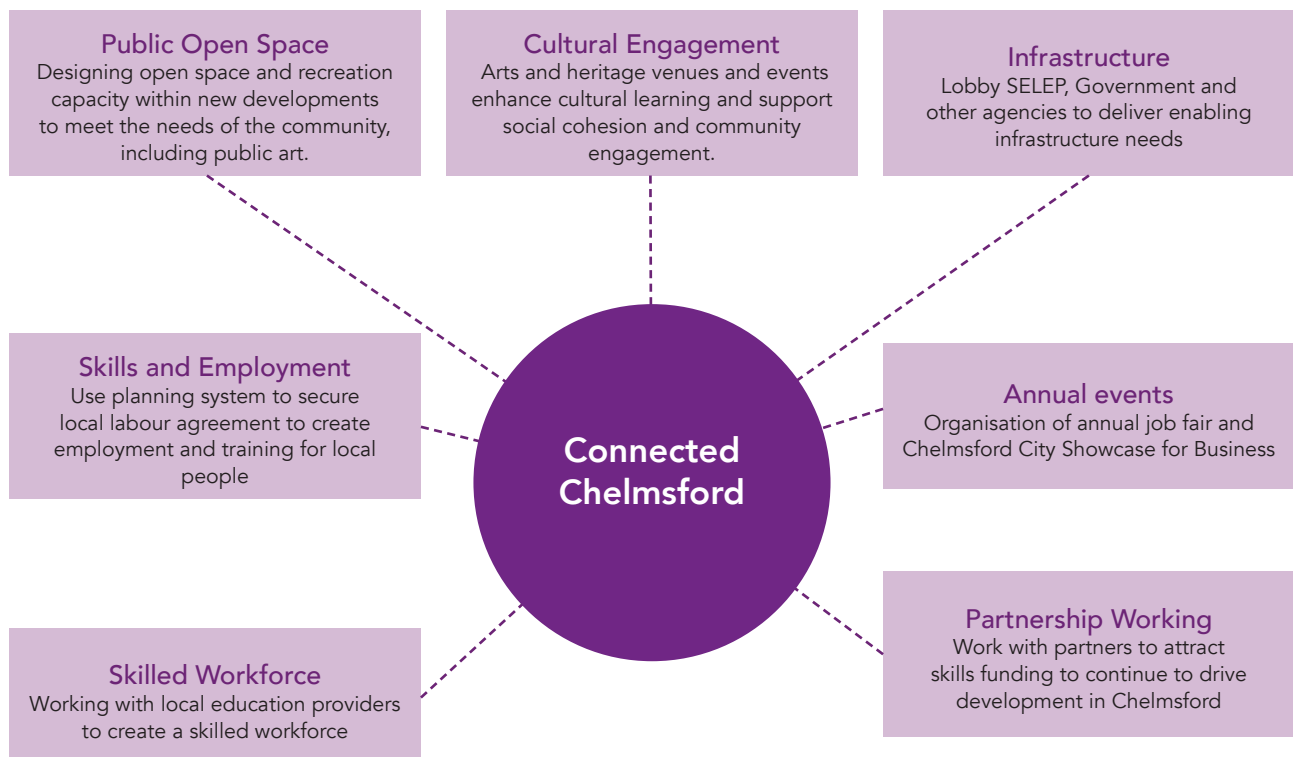 Public Open Space
Designing open space and recreation
capacity within new developments
to meet the needs of the community,
including public art.
Cultural Engagement
Arts and heritage venues and events
enhance cultural learning and support
social cohesion and community
engagement.
Infrastructure
Lobby SELEP, Government and
other agencies to deliver enabling
infrastructure needs
Skills and Employment
Use planning system to secure
local labour agreement to create
employment and training for local
people
Connected
Chelmsford
Annual events
Organisation of annual job fair and
Chelmsford City Showcase for Business
Skilled Workforce
Working with local education providers
to create a skilled workforce
Partnership Working
Work with partners to attract
skills funding to continue to drive
development in Chelmsford